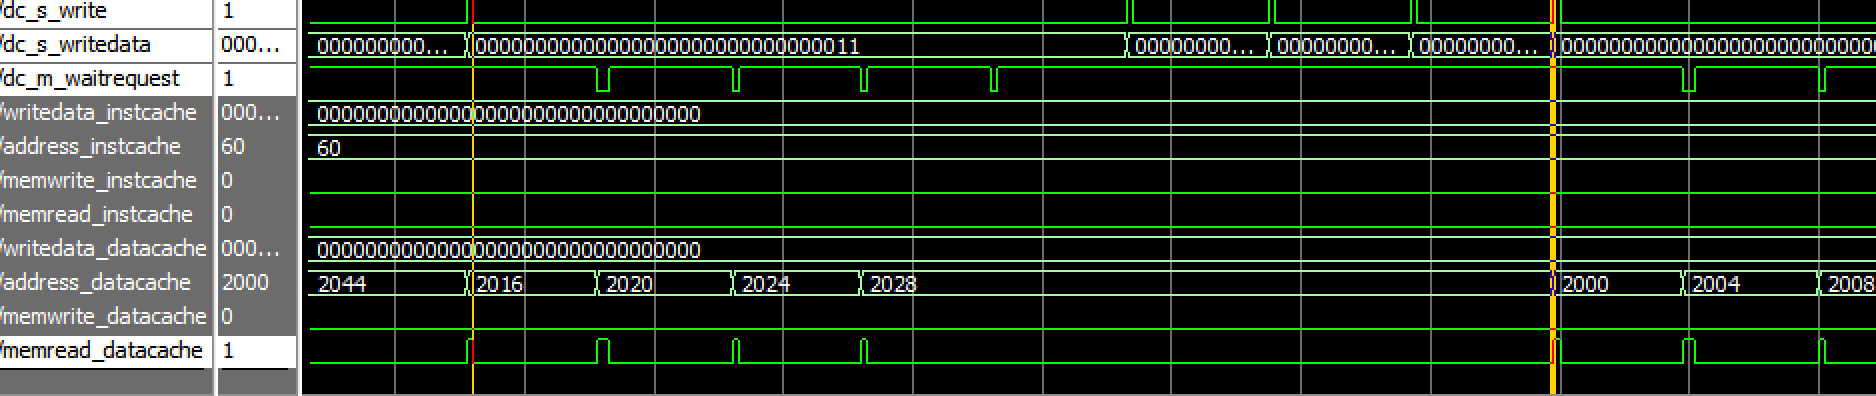 /dc_s_write 1
/dc_s_writedata 000... 000000000... 00000000000000000000000000000011 00000000... 00000000... 00000000... 00000000000000000000000000
/dc_m_waitrequest 1
/writedata_instcache 000... 00000000000000000000000000000000
/address_instcache 60 60
/memwrite_instcache 0
/memread_instcache 0
/writedata_datacache 000... 00000000000000000000000000000000
/address_datacache 2000 2044 2016 2020 2024 2028 2000 2004 2008
/memwrite_datacache 0
/memread_datacache 1